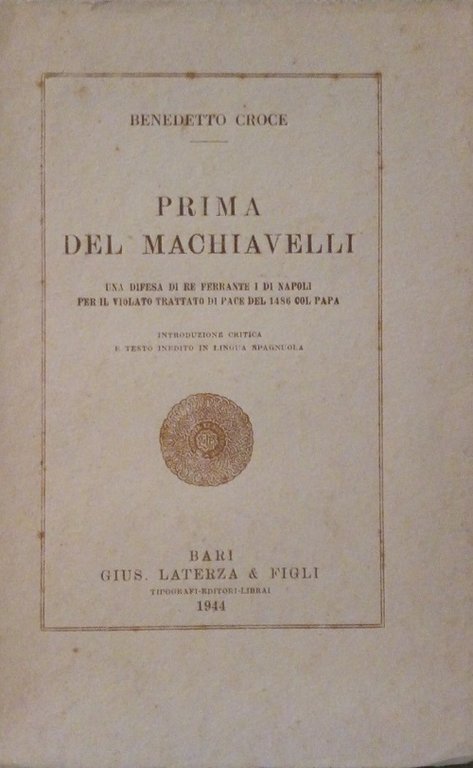 BENEDETTO CROCE
PRIMA
DEL MACHIAVELLI
UNA DIFESA DI RE FERRANTE I DI NAPOLI
PER IL VIOLATO TRATTATO DI PACE DEL 1486 COL PAPA
INTRODUZIONE CRITICA
E TESTO INEDITO IN LINGUA SPAGNUOLA
BARI
GIUS. LATERZA & FIGLI
TIPOGRAFI-EDITORI-LIBRAI
1944